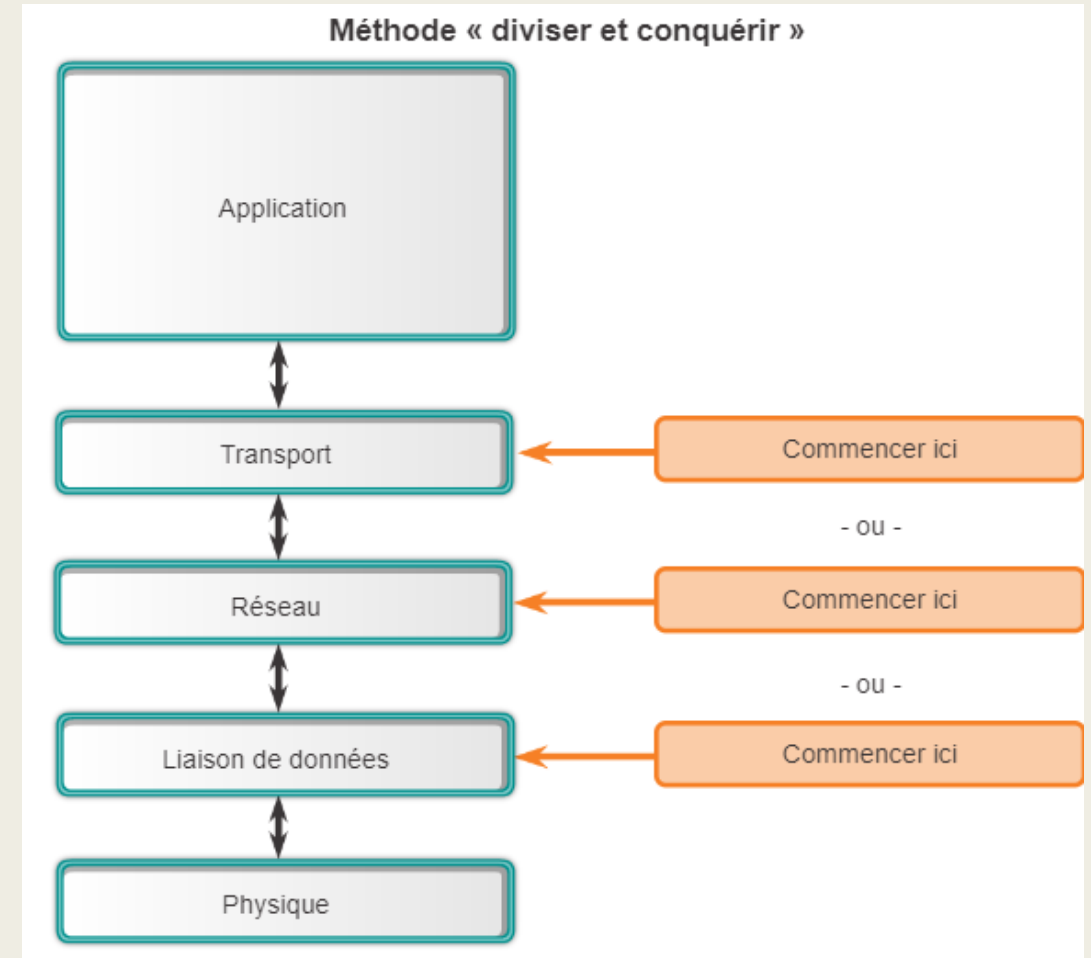 Méthode « diviser et conquérir »
Application
Transport
Commencer ici
- ou -
Réseau
Commencer ici
- ou -
Liaison de données
Commencer ici
Physique